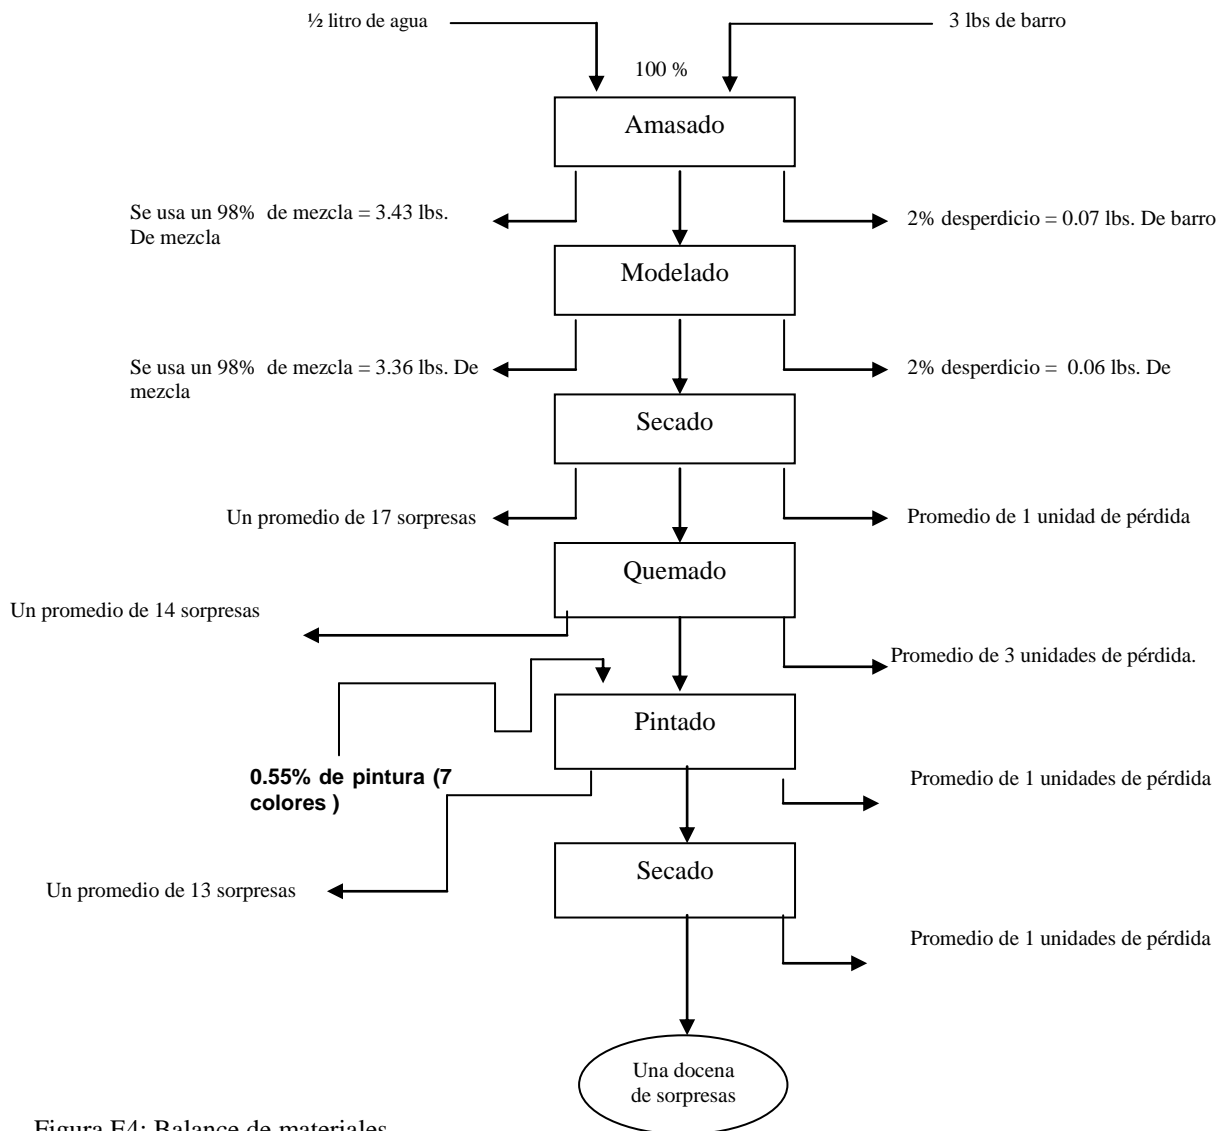 ½ litro de agua
3 lbs de barro
100 %
Amasado
Se usa un 98% de mezcla = 3.43 lbs.
De mezcla
2% desperdicio = 0.07 lbs. De barro
Modelado
Se usa un 98% de mezcla = 3.36 lbs. De
mezcla
2% desperdicio = 0.06 lbs. De
Secado
Un promedio de 17 sorpresas
Promedio de 1 unidad de pérdida
Quemado
Un promedio de 14 sorpresas
Promedio de 3 unidades de pérdida.
Pintado
0.55% de pintura (7
colores )
Promedio de 1 unidades de pérdida
Secado
Un promedio de 13 sorpresas
Promedio de 1 unidades de pérdida
Una docena
de sorpresas
Figura E4: Balance de materiales